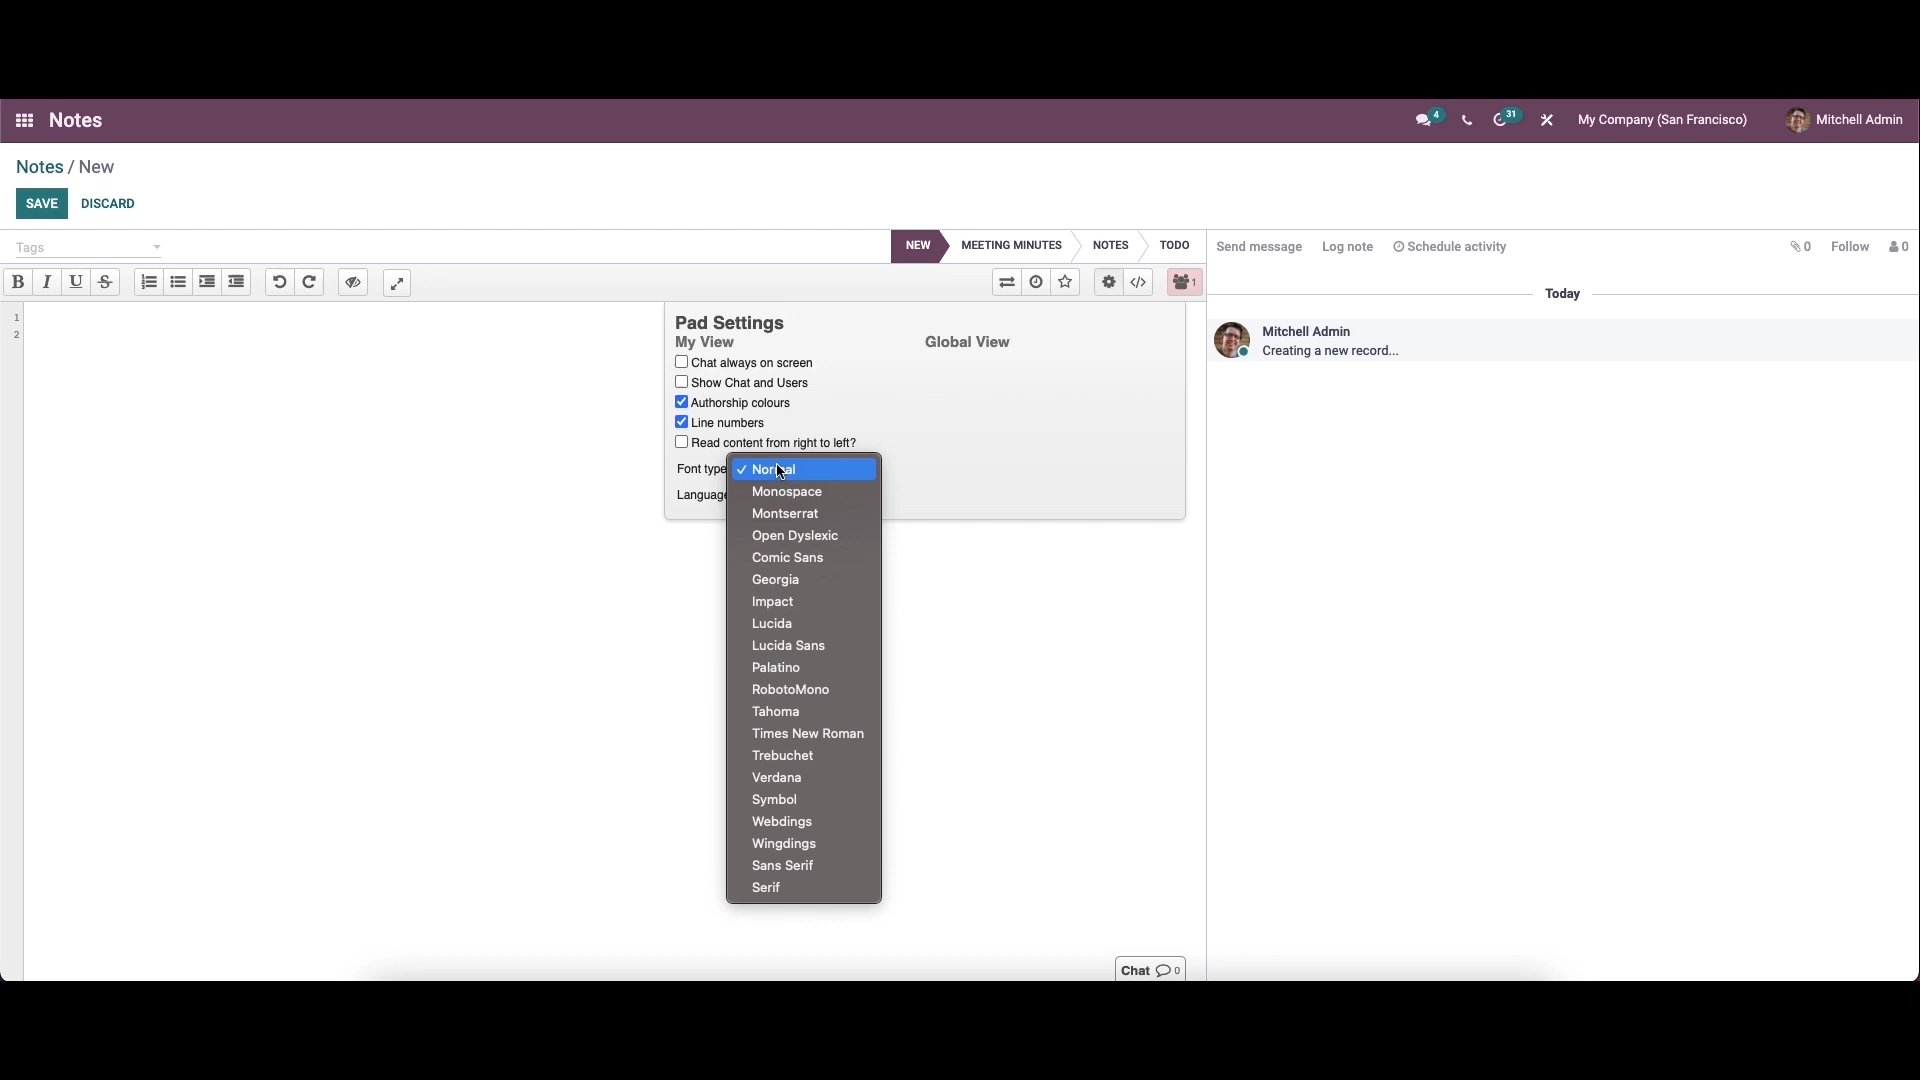 Notes
4
31
My Company (San Francisco)
Mitchell Admin
Notes / New
SAVE
DISCARD
Tags
NEW
MEETING MINUTES
NOTES
TODO
Send message
Log note
Schedule activity
0
Follow
0
B I U S
1
1
2
Pad Settings
My View
Global View
Chat always on screen
Show Chat and Users
Authorship colours
Line numbers
Read content from right to left?
Font type
Language
Normal
Monospace
Montserrat
Open Dyslexic
Comic Sans
Georgia
Impact
Lucida
Lucida Sans
Palatino
RobotoMono
Tahoma
Times New Roman
Trebuchet
Verdana
Symbol
Webdings
Wingdings
Sans Serif
Serif
Chat 0
Today
Mitchell Admin
Creating a new record...